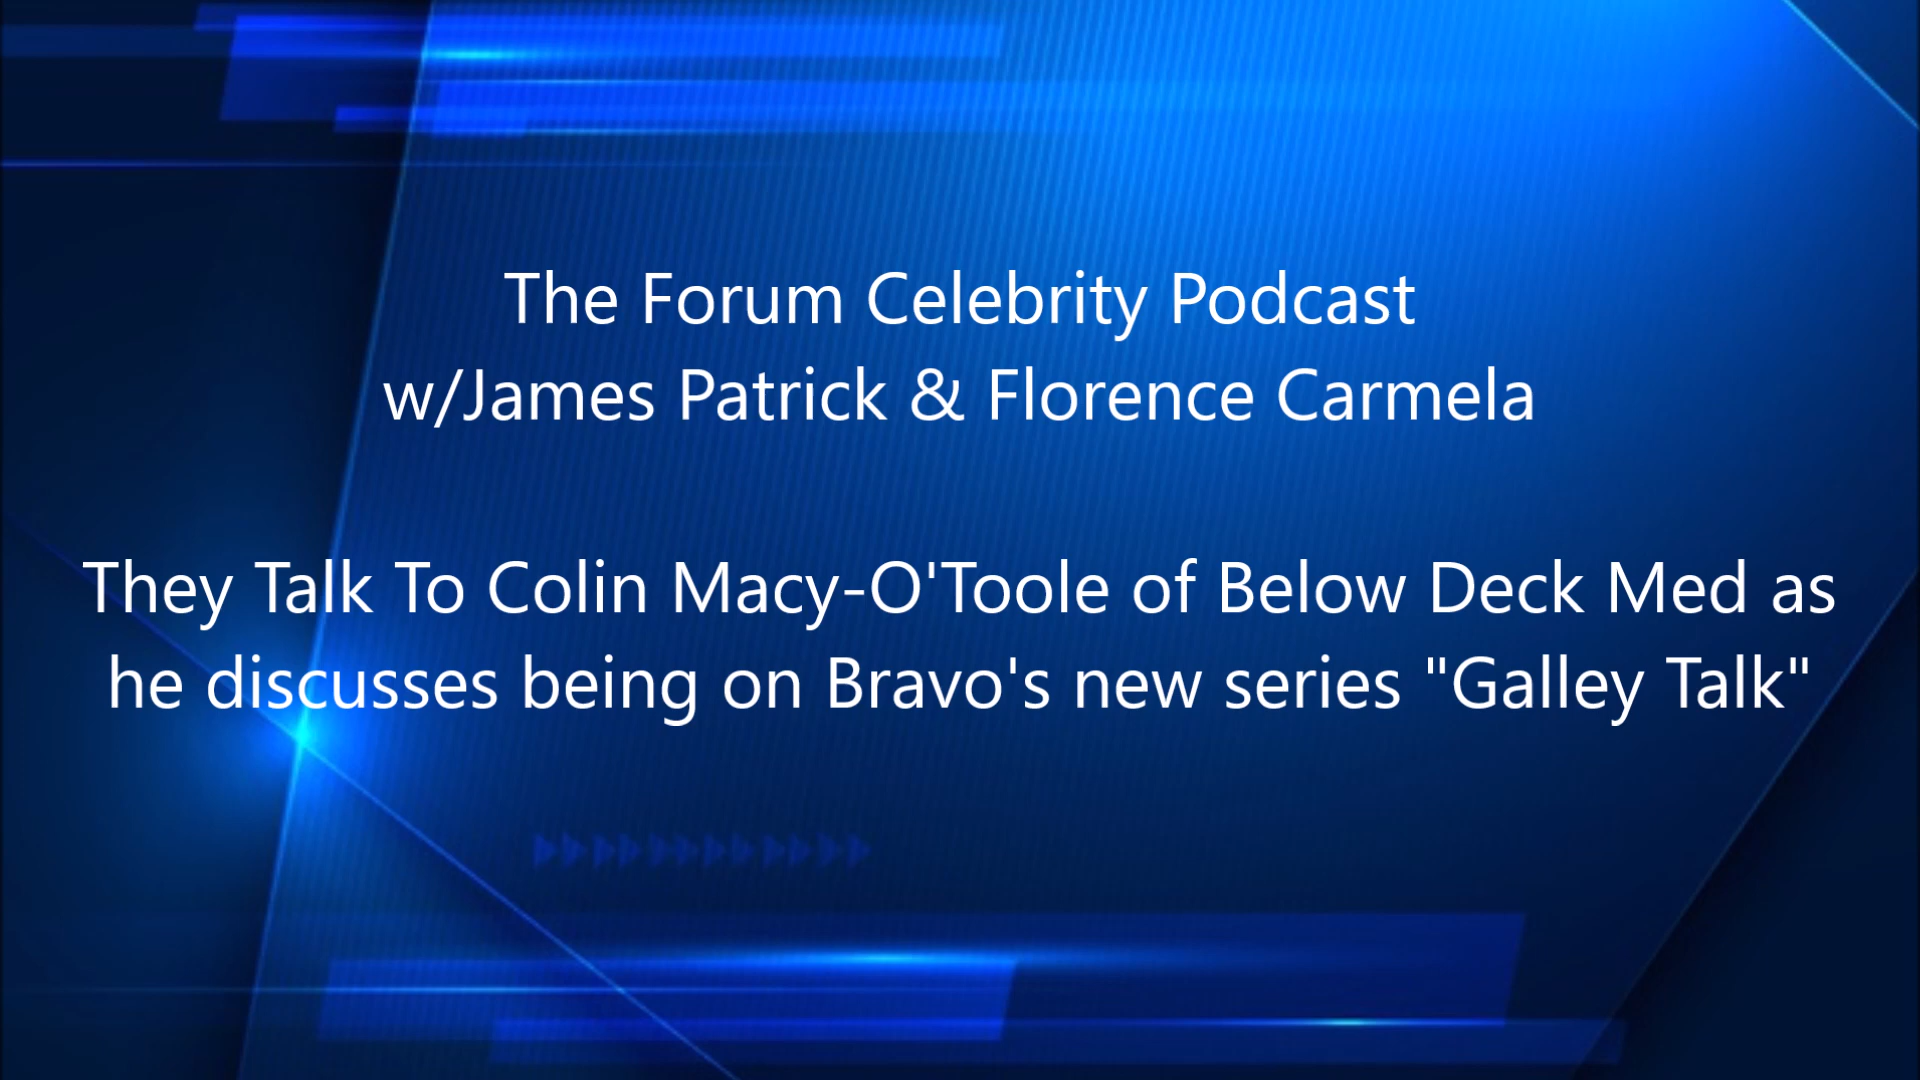 The Forum Celebrity Podcast
w/James Patrick & Florence Carmela
They Talk To Colin Macy-O'Toole of Below Deck Med as
he discusses being on Bravo's new series "Galley Talk"